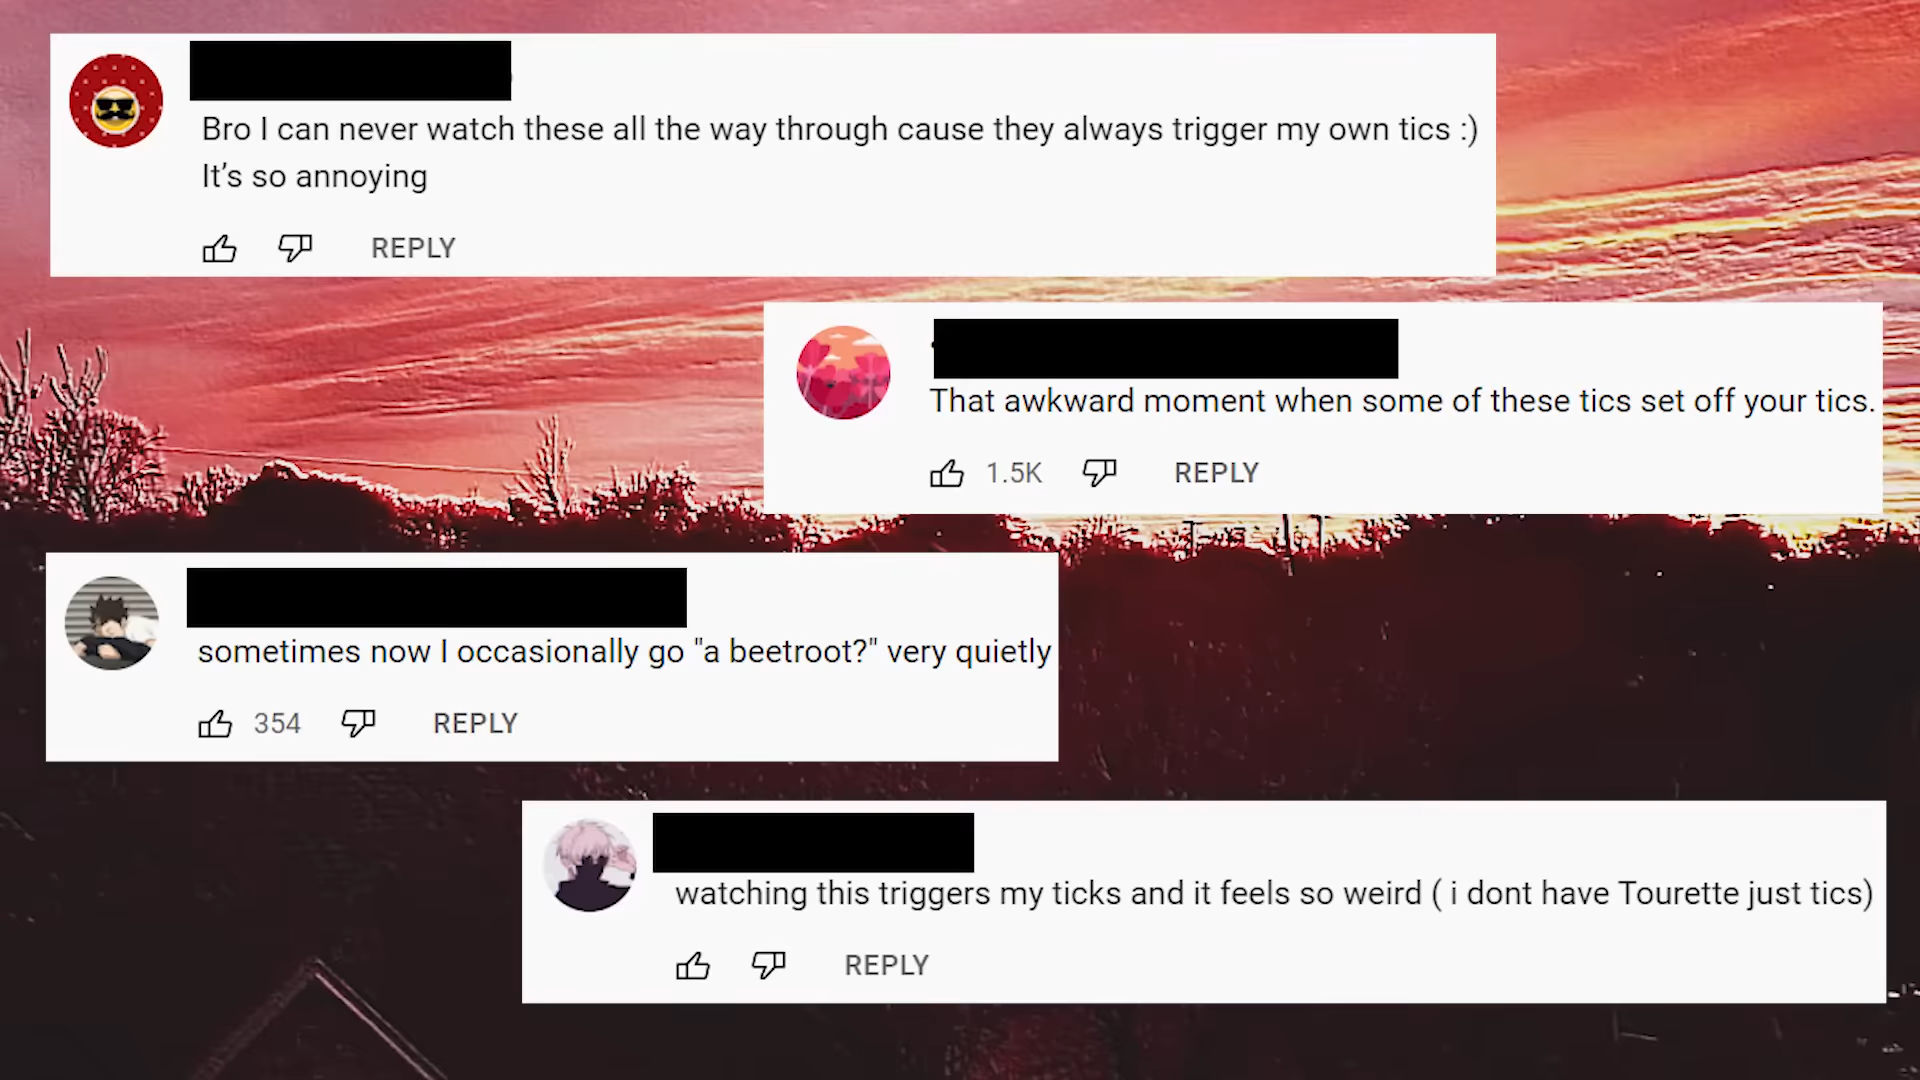 Bro I can never watch these all the way through cause they always trigger my own tics :)
It’s so annoying
REPLY
That awkward moment when some of these tics set off your tics.
1.5K REPLY
sometimes now I occasionally go "a beetroot?" very quietly
354 REPLY
watching this triggers my ticks and it feels so weird ( i dont have Tourette just tics)
REPLY